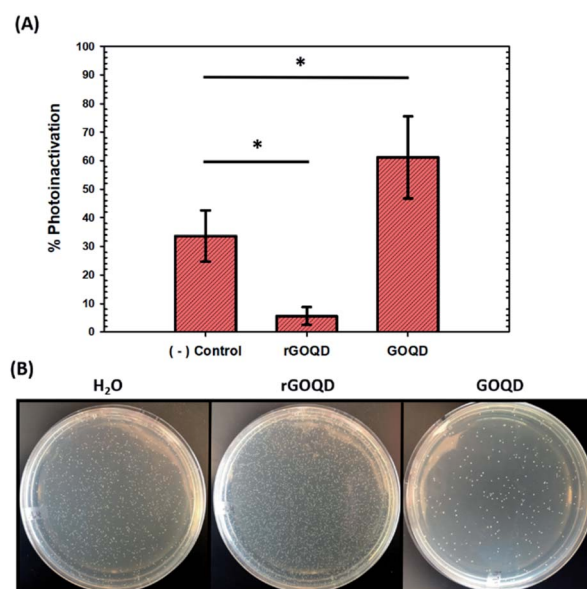 (A)
% Photoinactivation
100
90
80
70
60
50
40
30
20
10
0
*
*
( - ) Control rGOQD GOQD
(B)
H₂O rGOQD GOQD